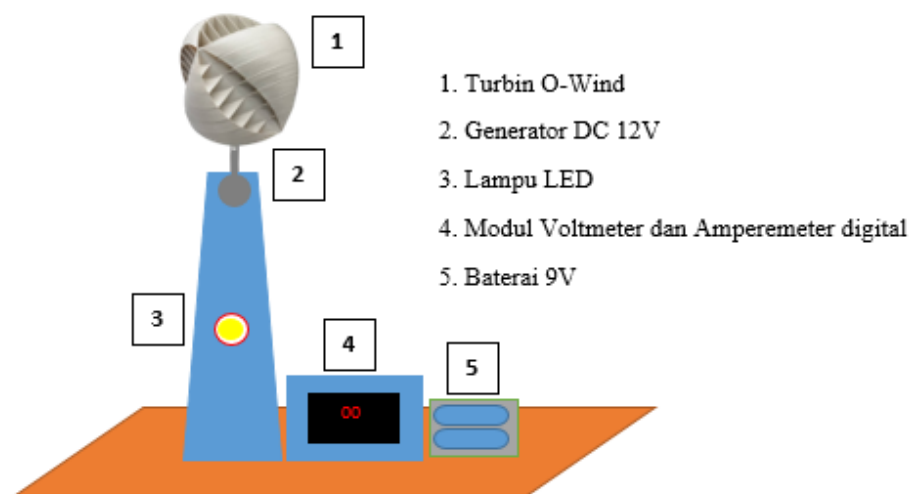 1
1. Turbin O-Wind
2. Generator DC 12V
2
3. Lampu LED
4. Modul Voltmeter dan Amperemeter digital
5. Baterai 9V
3
4
5
00